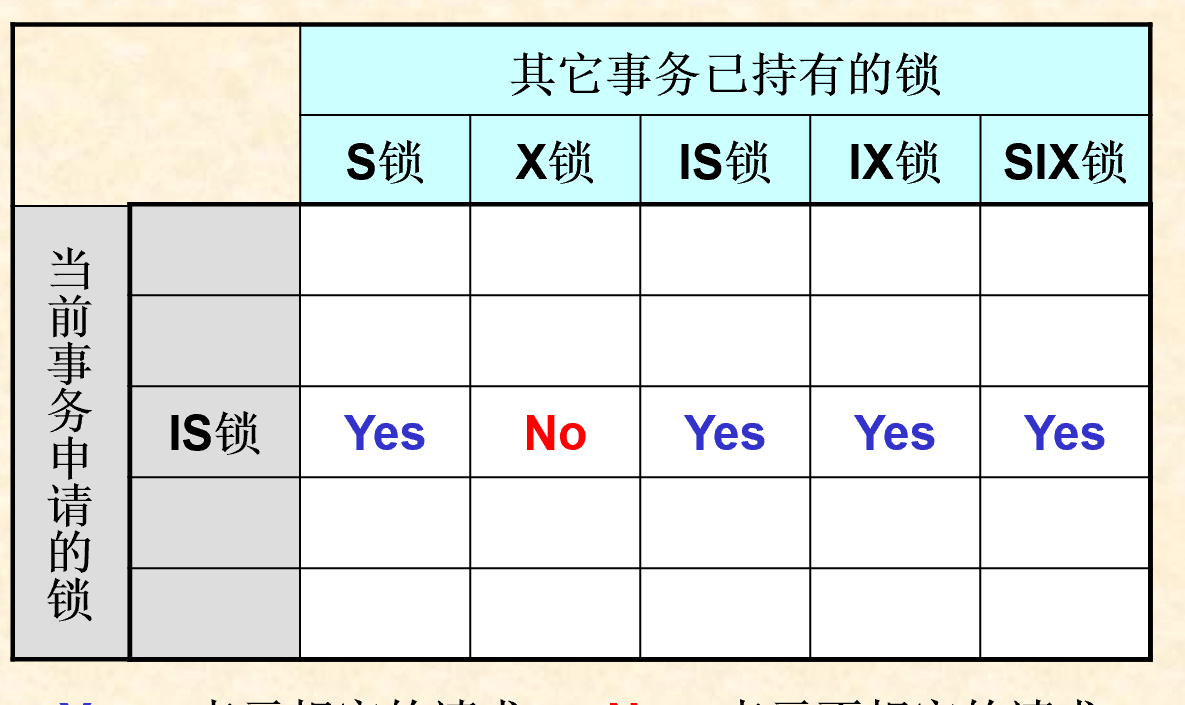 其它事务已持有的锁
S锁 X锁 IS锁 IX锁 SIX锁
当前事务申请的锁
IS锁 Yes No Yes Yes Yes